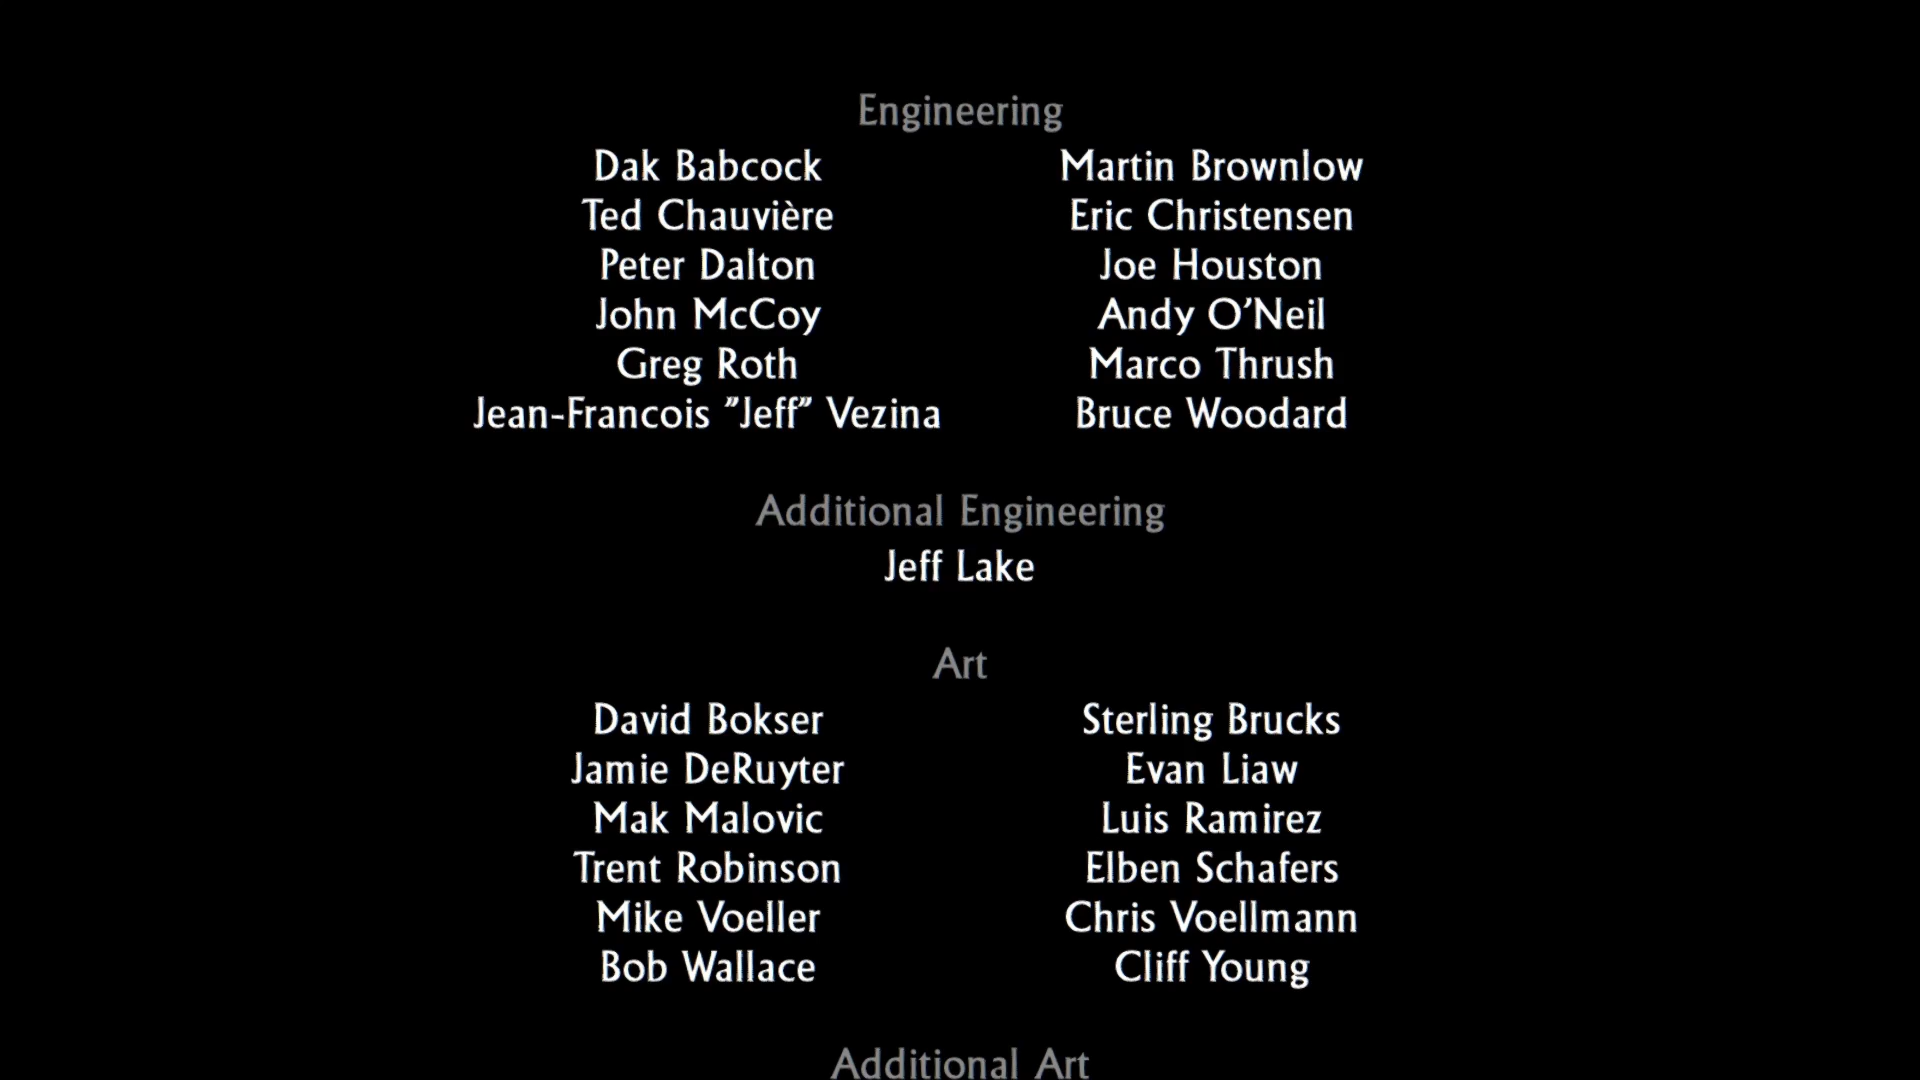 Engineering
Dak Babcock Martin Brownlow
Ted Chauvière Eric Christensen
Peter Dalton Joe Houston
John McCoy Andy O'Neil
Greg Roth Marco Thrush
Jean-Francois "Jeff" Vezina Bruce Woodard
Additional Engineering
Jeff Lake
Art
David Bokser Sterling Brucks
Jamie DeRuyter Evan Liaw
Mak Malovic Luis Ramirez
Trent Robinson Elben Schafers
Mike Voeller Chris Voellmann
Bob Wallace Cliff Young
Additional Art